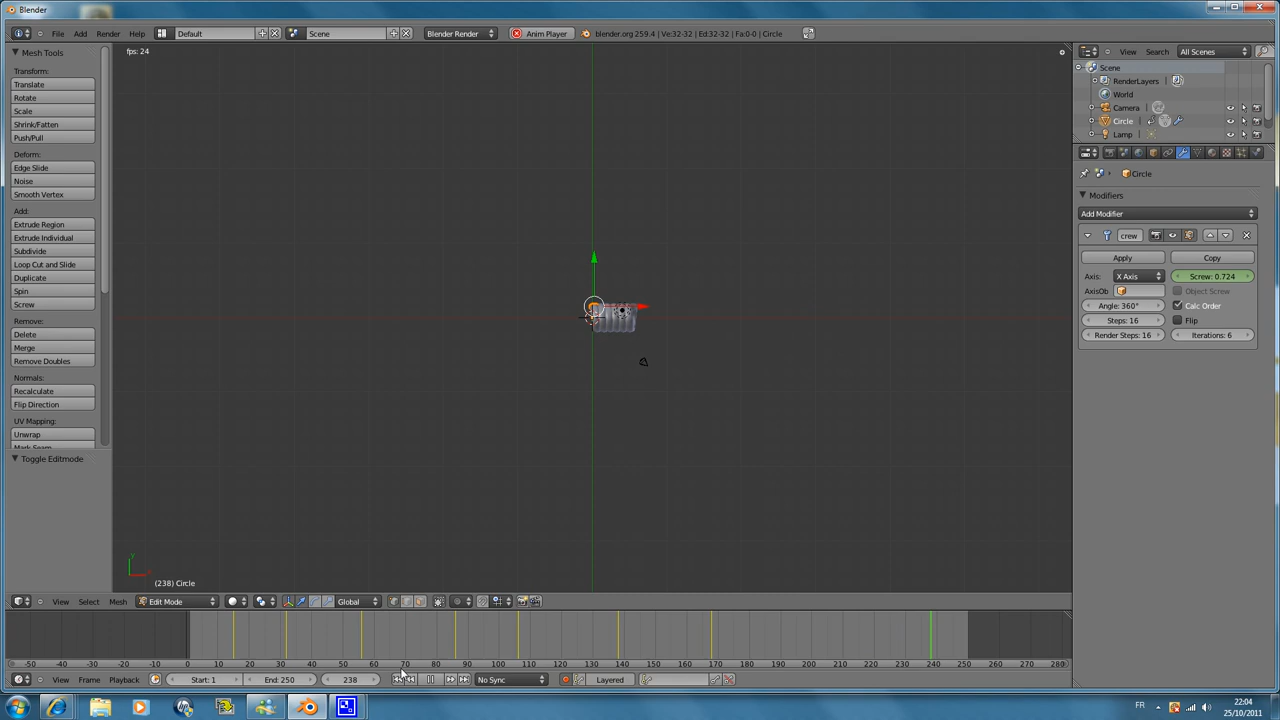 Blender
File Add Render Help Default Scene Blender Render Anim Player blender.org 259.4 | Ve:32-32 | Ed:32-32 | Fa:0-0 | Circle
Mesh Tools
Transform:
Translate
Rotate
Scale
Shrink/Fatten
Push/Pull
Deform:
Edge Slide
Noise
Smooth Vertex
Add:
Extrude Region
Extrude Individual
Subdivide
Loop Cut and Slide
Duplicate
Spin
Screw
Remove:
Delete
Merge
Remove Doubles
Normals:
Recalculate
Flip Direction
UV Mapping:
Unwrap
Mark Seam
Toggle Editmode
fps: 24
(238) Circle
View Search All Scenes
Scene
RenderLayers
World
Camera
Circle
Lamp
Circle
Modifiers
Add Modifier
crew
Apply Copy
Axis: X Axis Screw: 0.724
AxisOb Object Screw
Angle: 360° Calc Order
Steps: 16 Flip
Render Steps: 16 Iterations: 6
View Select Mesh Edit Mode Global
-50 -40 -30 -20 -10 0 10 20 30 40 50 60 70 80 90 100 110 120 130 140 150 160 170 180 190 200 210 220 230 240 250 260 270 280
View Frame Playback Start: 1 End: 250 238 No Sync Layered
FR 22:04
25/10/2011